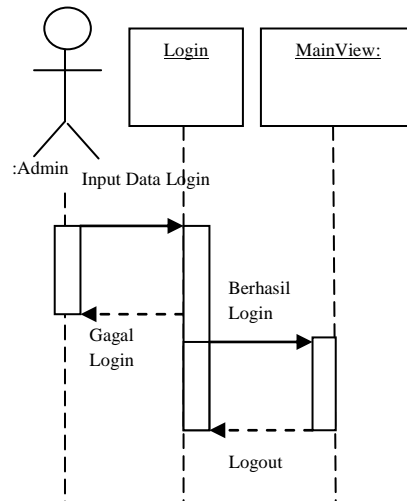 Login
MainView:
:Admin
Input Data Login
Berhasil
Login
Gagal
Login
Logout